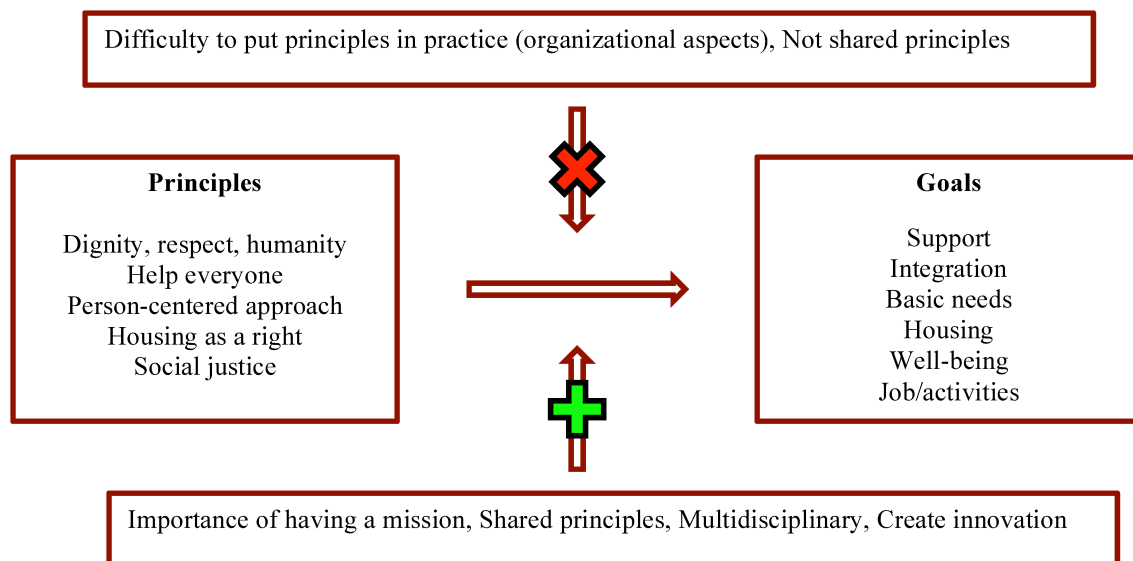 Difficulty to put principles in practice (organizational aspects), Not shared principles
Principles
Dignity, respect, humanity
Help everyone
Person-centered approach
Housing as a right
Social justice
Goals
Support
Integration
Basic needs
Housing
Well-being
Job/activities
Importance of having a mission, Shared principles, Multidisciplinary, Create innovation